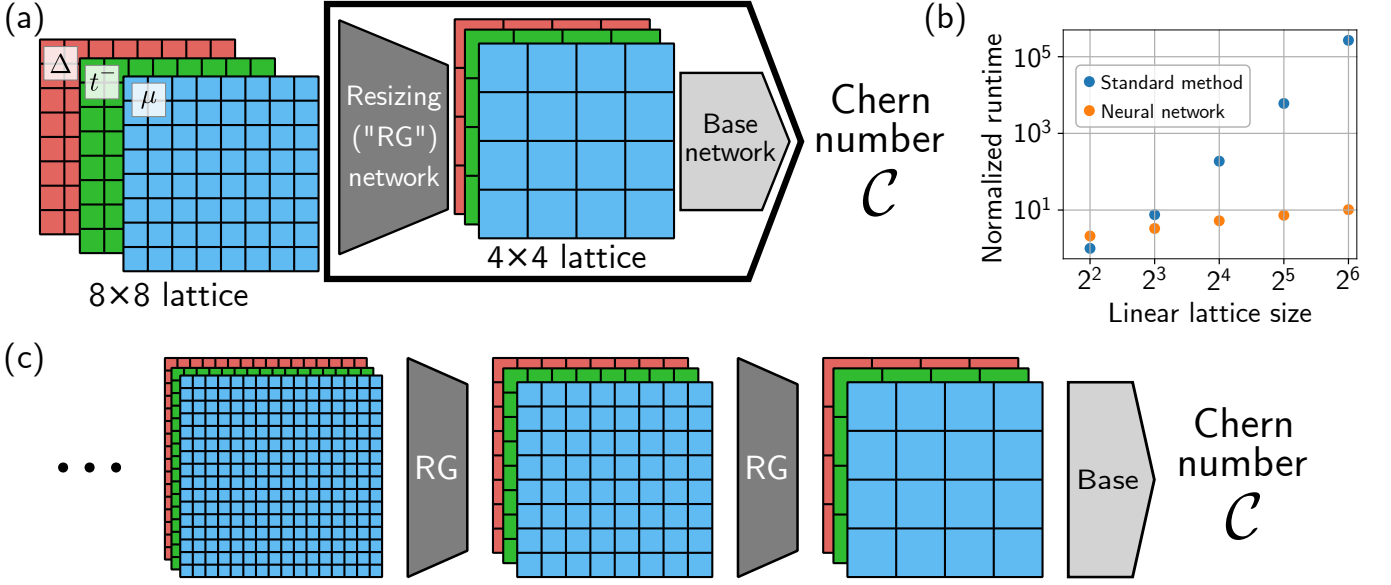 (a)
Δ
t⁻
μ
8×8 lattice
Resizing
("RG")
network
4×4 lattice
Base
network
Chern
number
𝒞
(b)
Normalized runtime
10⁵
10³
10¹
Standard method
Neural network
2² 2³ 2⁴ 2⁵ 2⁶
Linear lattice size
(c)
• • •
RG
RG
Base
Chern
number
𝒞